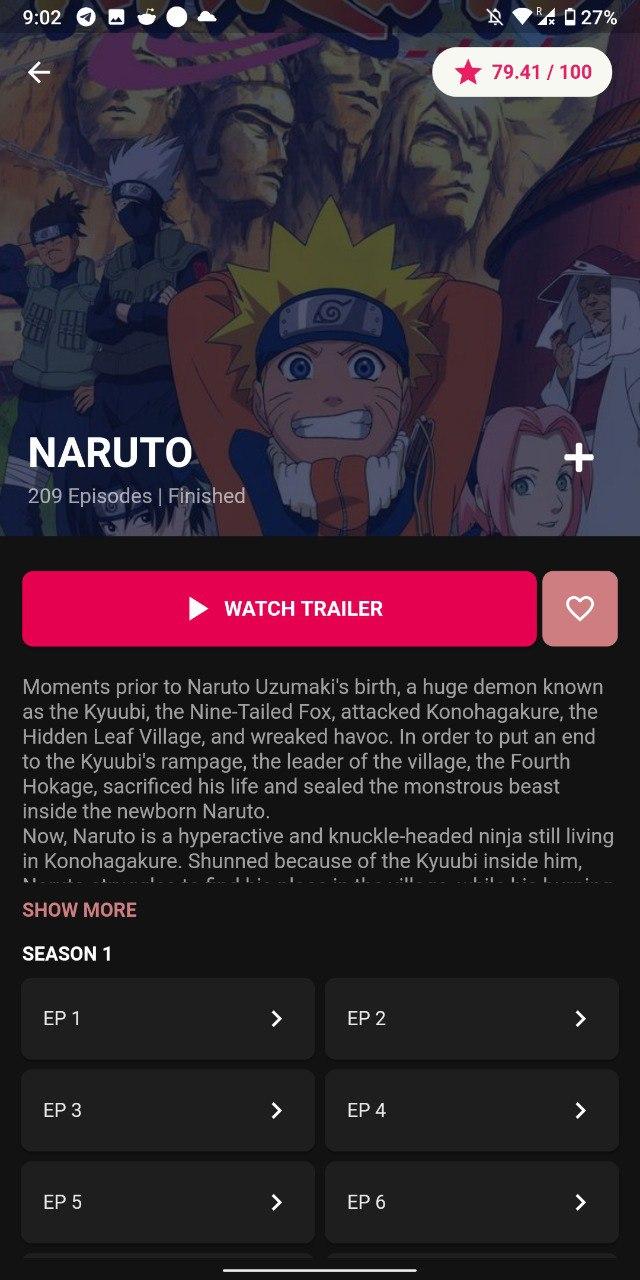 9:02
R
27%
79.41 / 100
NARUTO
209 Episodes | Finished
WATCH TRAILER
Moments prior to Naruto Uzumaki's birth, a huge demon known
as the Kyuubi, the Nine-Tailed Fox, attacked Konohagakure, the
Hidden Leaf Village, and wreaked havoc. In order to put an end
to the Kyuubi's rampage, the leader of the village, the Fourth
Hokage, sacrificed his life and sealed the monstrous beast
inside the newborn Naruto.
Now, Naruto is a hyperactive and knuckle-headed ninja still living
in Konohagakure. Shunned because of the Kyuubi inside him,
SHOW MORE
SEASON 1
EP 1
EP 2
EP 3
EP 4
EP 5
EP 6